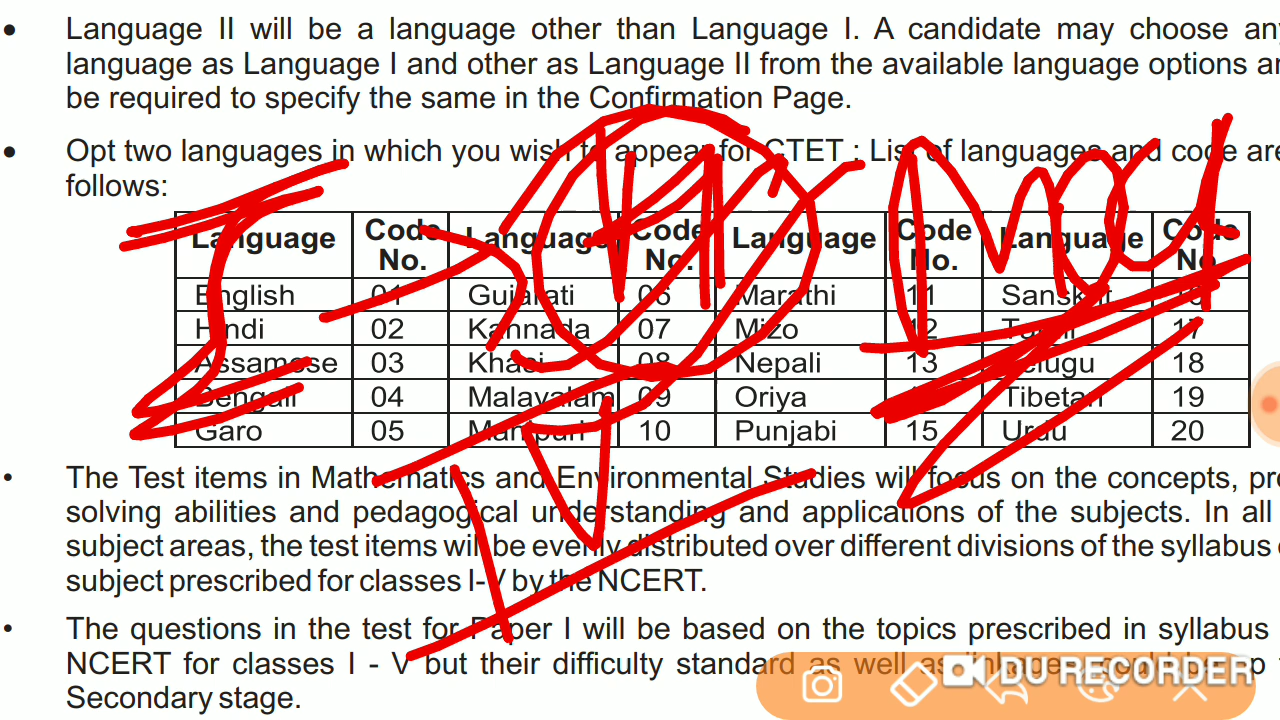 • Language II will be a language other than Language I. A candidate may choose any
language as Language I and other as Language II from the available language options
be required to specify the same in the Confirmation Page.
• Opt two languages in which you wish to appear for CTET : List of languages and code are
follows:
Language Code No. Language Code No. Language Code No. Language Code No.
English 01 Gujarati 06 Marathi 11 Sanskrit
Hindi 02 Kannada 07 Mizo 12 Tamil 17
Assamese 03 Khasi 08 Nepali 13 Telugu 18
Bengali 04 Malayalam 09 Oriya Tibetan 19
Garo 05 Manipuri 10 Punjabi 15 Urdu 20
• The Test items in Mathematics and Environmental Studies will focus on the concepts,
solving abilities and pedagogical understanding and applications of the subjects. In all
subject areas, the test items will be evenly distributed over different divisions of the syllabus
subject prescribed for classes I-V by the NCERT.
• The questions in the test for Paper I will be based on the topics prescribed in syllabus
NCERT for classes I - V but their difficulty standard as well as
Secondary stage.
DU RECORDER